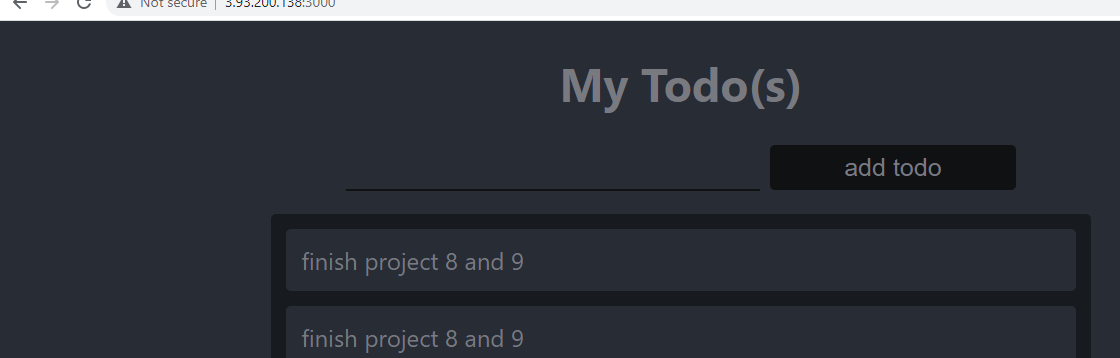 Not secure | 3.93.200.138:3000
My Todo(s)
add todo
finish project 8 and 9
finish project 8 and 9